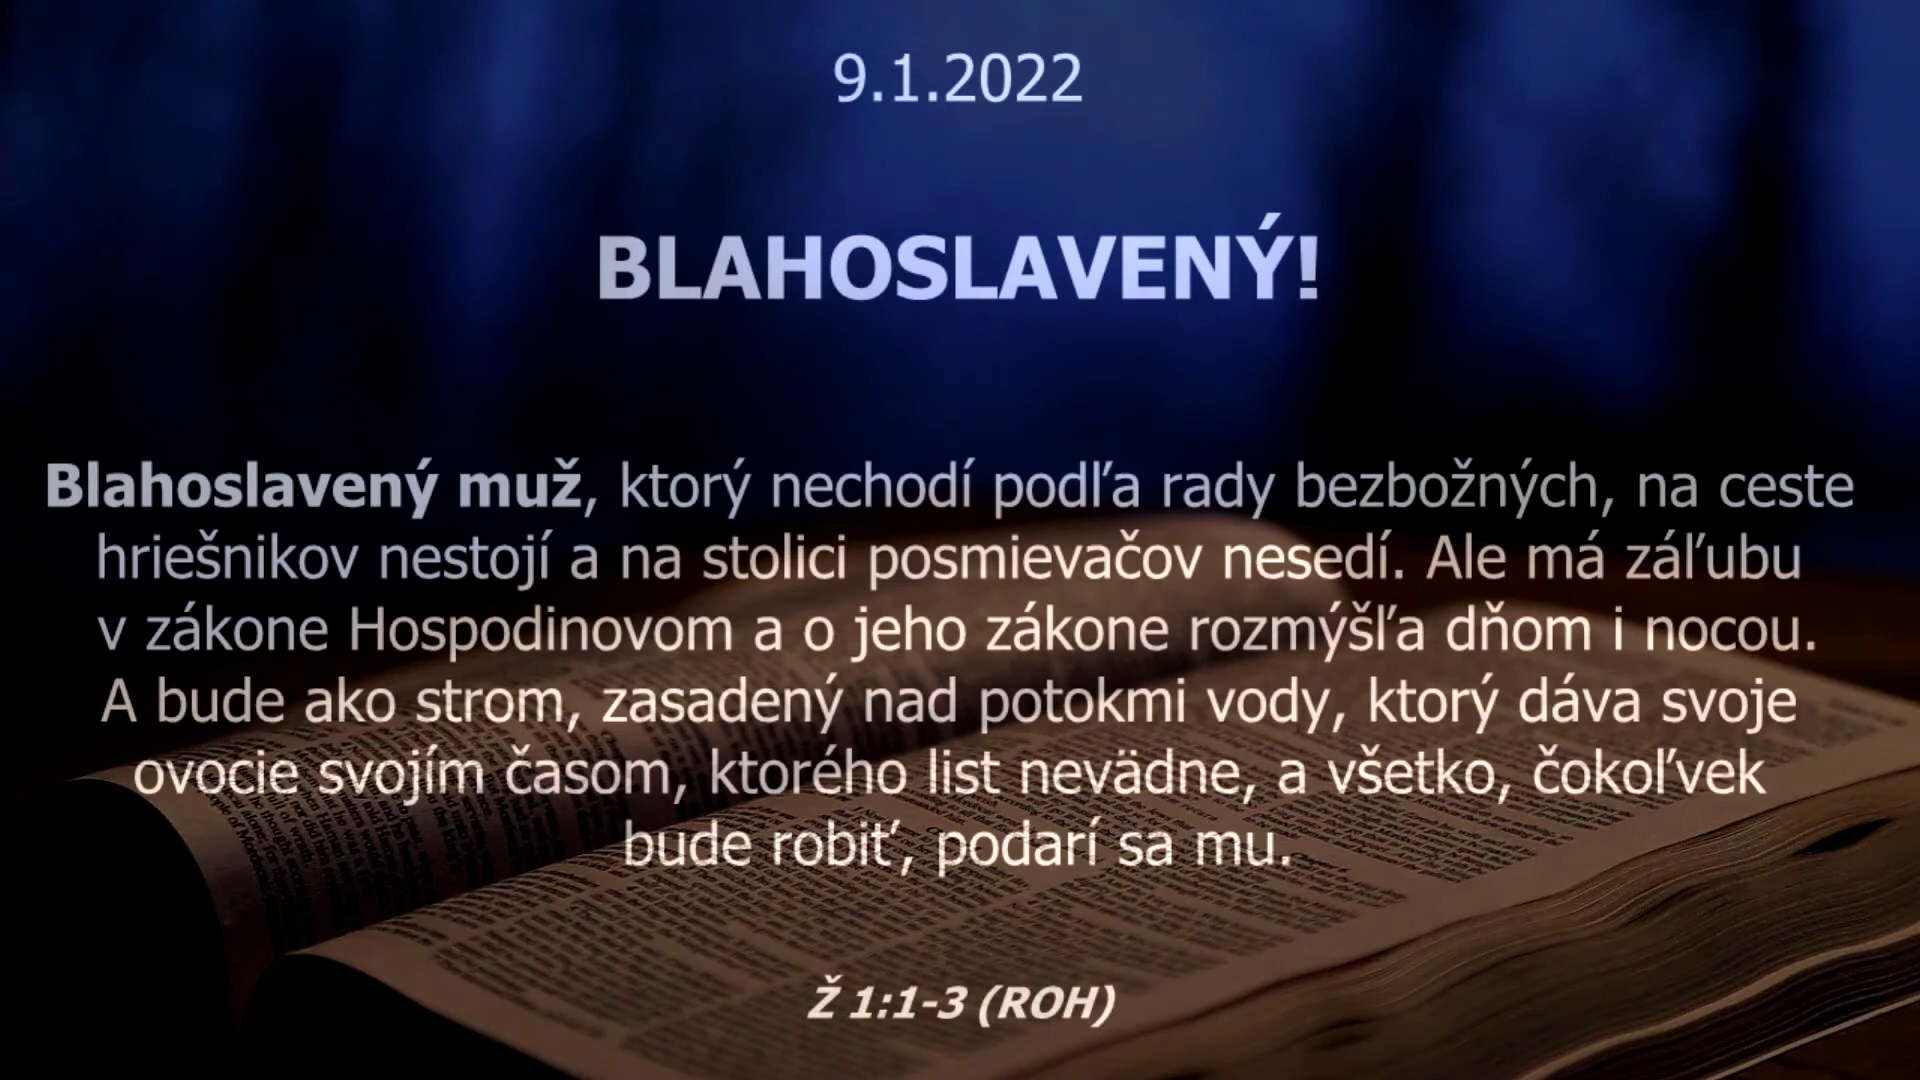 9.1.2022
BLAHOSLAVENÝ!
Blahoslavený muž, ktorý nechodí podľa rady bezbožných, na ceste
hriešnikov nestojí a na stolici posmievačov nesedí. Ale má záľubu
v zákone Hospodinovom a o jeho zákone rozmýšľa dňom i nocou.
A bude ako strom, zasadený nad potokmi vody, ktorý dáva svoje
ovocie svojím časom, ktorého list nevädne, a všetko, čokoľvek
bude robiť, podarí sa mu.
Ž 1:1-3 (ROH)